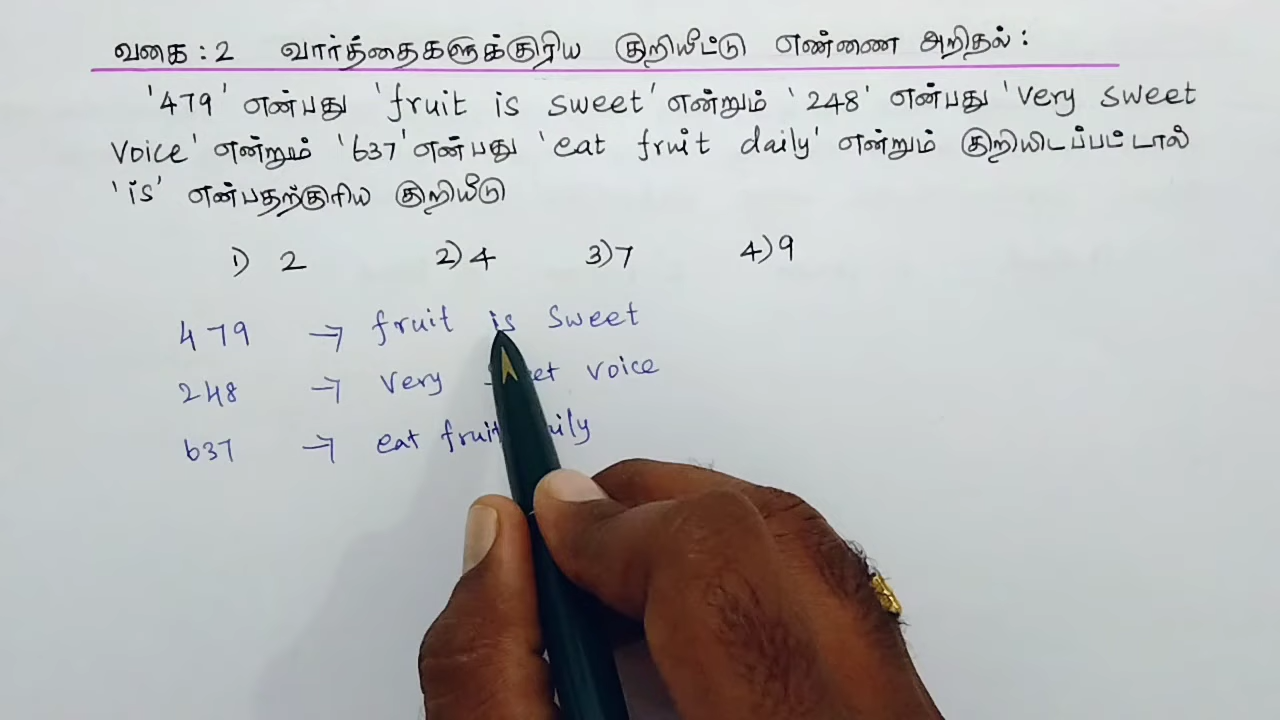 வகை : 2 வார்த்தைகளுக்குரிய குறியீட்டு எண்ணை அறிதல் :
'479' என்பது 'fruit is sweet' என்றும் '248' என்பது 'very sweet
voice' என்றும் '637' என்பது 'eat fruit daily' என்றும் குறியிடப்பட்டால்
'is' என்பதற்குரிய குறியீடு
1) 2 2) 4 3) 7 4) 9
479 → fruit is sweet
248 → very voice
637 → eat fruit